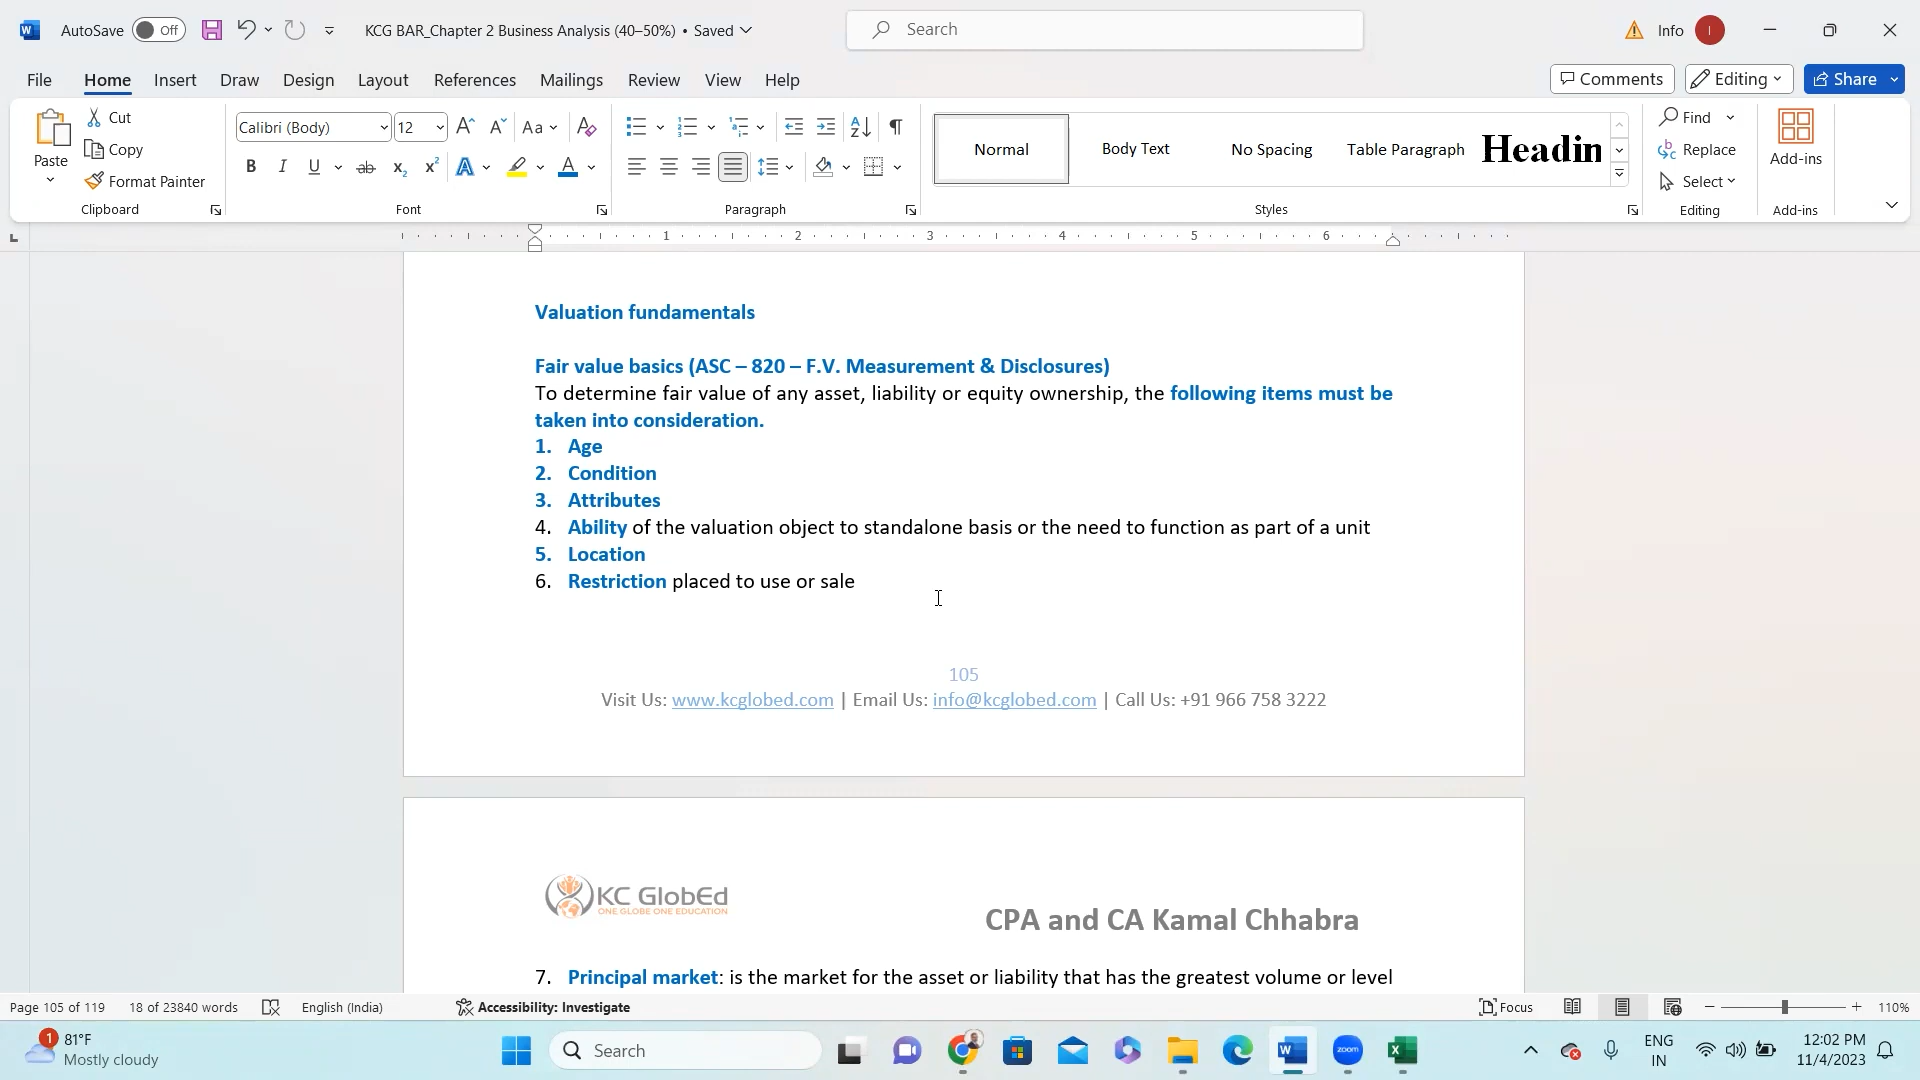 AutoSave Off KCG BAR_Chapter 2 Business Analysis (40–50%) • Saved Search Info I
File Home Insert Draw Design Layout References Mailings Review View Help Comments Editing Share
Paste Cut Copy Format Painter
Calibri (Body) 12
Normal Body Text No Spacing Table Paragraph Headin
Find Replace Select Add-ins
Clipboard Font Paragraph Styles Editing Add-ins
1 2 3 4 5 6
Valuation fundamentals
Fair value basics (ASC – 820 – F.V. Measurement & Disclosures)
To determine fair value of any asset, liability or equity ownership, the following items must be
taken into consideration.
1. Age
2. Condition
3. Attributes
4. Ability of the valuation object to standalone basis or the need to function as part of a unit
5. Location
6. Restriction placed to use or sale
105
Visit Us: www.kcglobed.com | Email Us: info@kcglobed.com | Call Us: +91 966 758 3222
KC GlobEd
ONE GLOBE ONE EDUCATION
CPA and CA Kamal Chhabra
7. Principal market: is the market for the asset or liability that has the greatest volume or level
Page 105 of 119 18 of 23840 words English (India) Accessibility: Investigate Focus 110%
1 81°F
Mostly cloudy
Search
zoom
ENG
IN
12:02 PM
11/4/2023